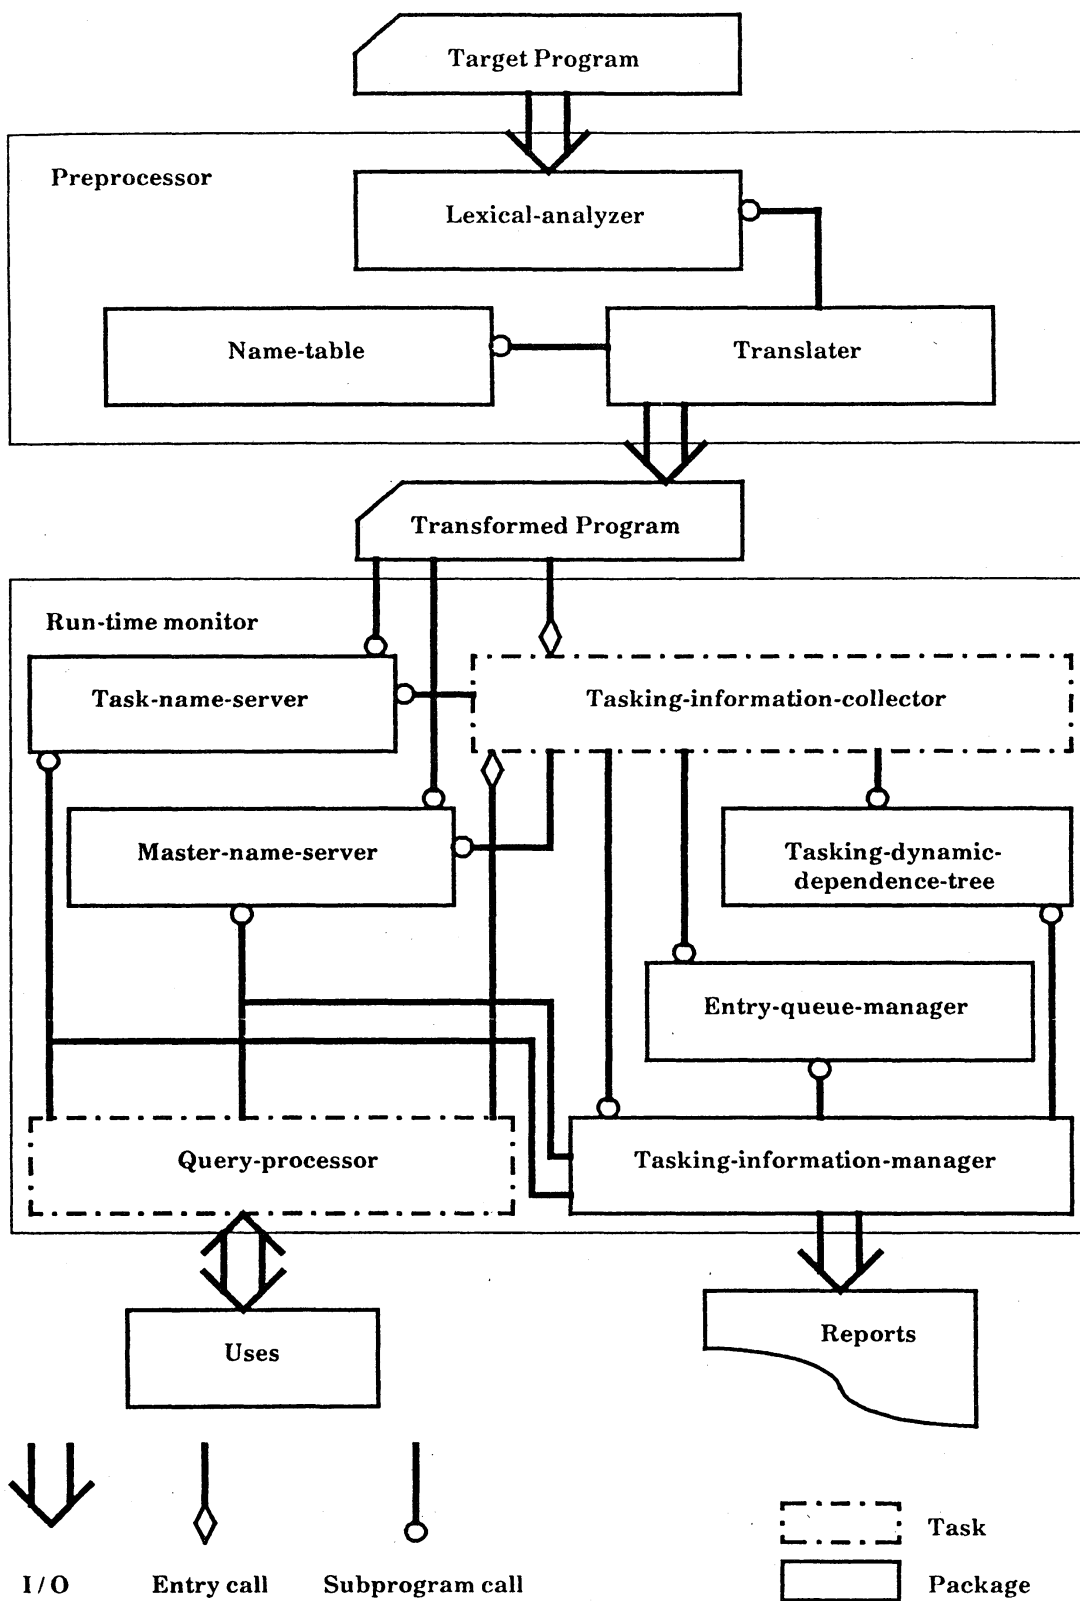 Target Program
Preprocessor
Lexical-analyzer
Name-table
Translater
Transformed Program
Run-time monitor
Task-name-server
Tasking-information-collector
Master-name-server
Tasking-dynamic-
dependence-tree
Entry-queue-manager
Query-processor
Tasking-information-manager
Uses
Reports
Task
I / O
Entry call
Subprogram call
Package